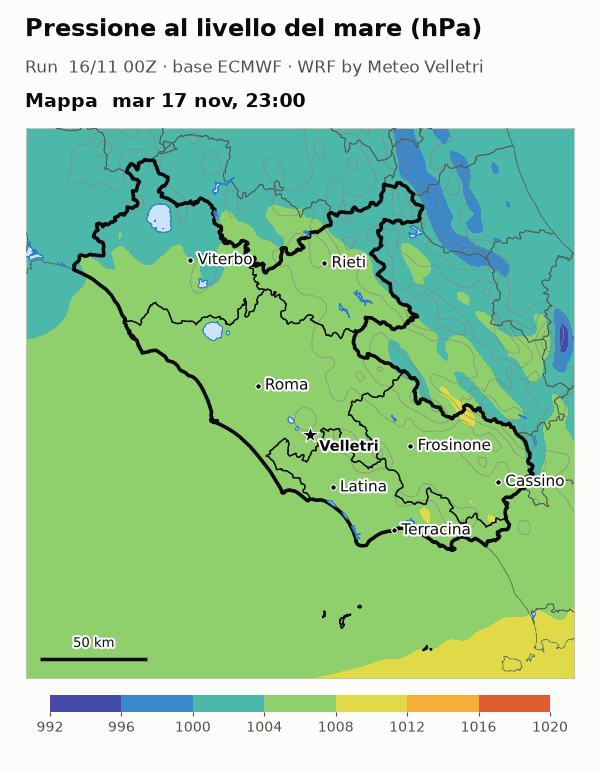 Pressione al livello del mare (hPa)
Run  16/11 00Z · base ECMWF · WRF by Meteo Velletri
Mappa  mar 17 nov, 23:00
Viterbo
Rieti
Roma
Velletri
Frosinone
Cassino
Latina
Terracina
50 km
992 996 1000 1004 1008 1012 1016 1020